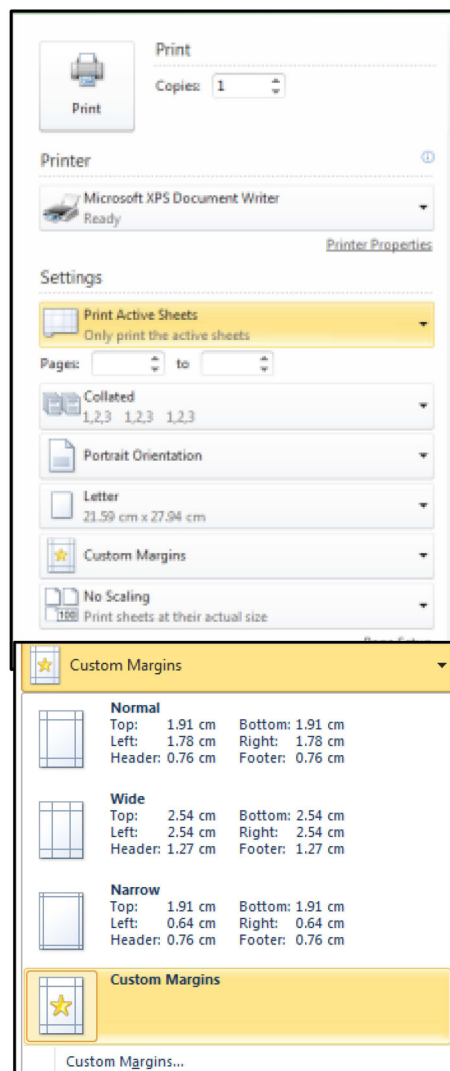 Print
Copies: 1
Print
Printer
Microsoft XPS Document Writer
Ready
Printer Properties
Settings
Print Active Sheets
Only print the active sheets
Pages: to
Collated
1,2,3 1,2,3 1,2,3
Portrait Orientation
Letter
21.59 cm x 27.94 cm
Custom Margins
No Scaling
100 Print sheets at their actual size
Custom Margins
Normal
Top: 1.91 cm Bottom: 1.91 cm
Left: 1.78 cm Right: 1.78 cm
Header: 0.76 cm Footer: 0.76 cm
Wide
Top: 2.54 cm Bottom: 2.54 cm
Left: 2.54 cm Right: 2.54 cm
Header: 1.27 cm Footer: 1.27 cm
Narrow
Top: 1.91 cm Bottom: 1.91 cm
Left: 0.64 cm Right: 0.64 cm
Header: 0.76 cm Footer: 0.76 cm
Custom Margins
Custom Margins...